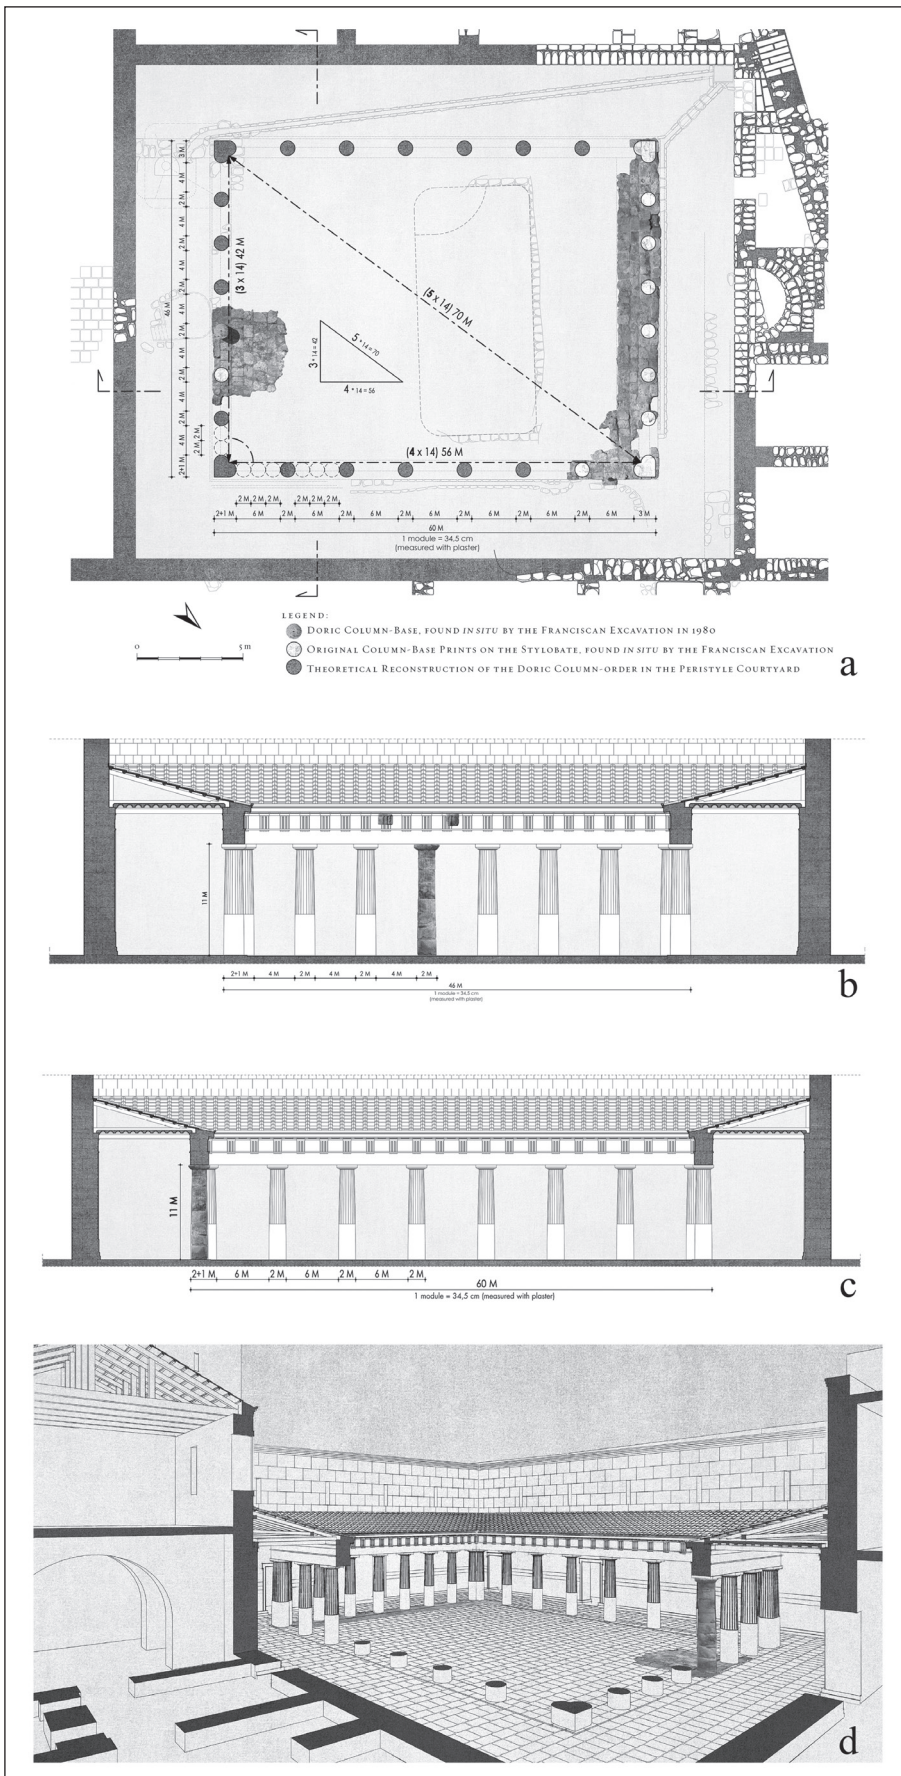 3 M
4 M
2 M
4 M
2 M
4 M
2 M
4 M
2 M
4 M
2 M
4 M
2 M
4 M
2+1 M
46 M
2 M
2 M
(3 x 14) 42 M
(5 x 14) 70 M
3 * 14 = 42
5 * 14 = 70
4 * 14 = 56
(4 x 14) 56 M
2 M 2 M 2 M 2 M 2 M 2 M
2+1 M 6 M 2 M 6 M 2 M 6 M 2 M 6 M 2 M 6 M 2 M 6 M 2 M 6 M 3 M
60 M
1 module = 34,5 cm
(measured with plaster)
0 5 m
LEGEND:
DORIC COLUMN-BASE, FOUND IN SITU BY THE FRANCISCAN EXCAVATION IN 1980
ORIGINAL COLUMN-BASE PRINTS ON THE STYLOBATE, FOUND IN SITU BY THE FRANCISCAN EXCAVATION
THEORETICAL RECONSTRUCTION OF THE DORIC COLUMN-ORDER IN THE PERISTYLE COURTYARD
a
11 M
2+1 M 4 M 2 M 4 M 2 M 4 M 2 M
46 M
1 module = 34,5 cm
(measured with plaster)
b
11 M
2+1 M 6 M 2 M 6 M 2 M 6 M 2 M
60 M
1 module = 34,5 cm (measured with plaster)
c
d